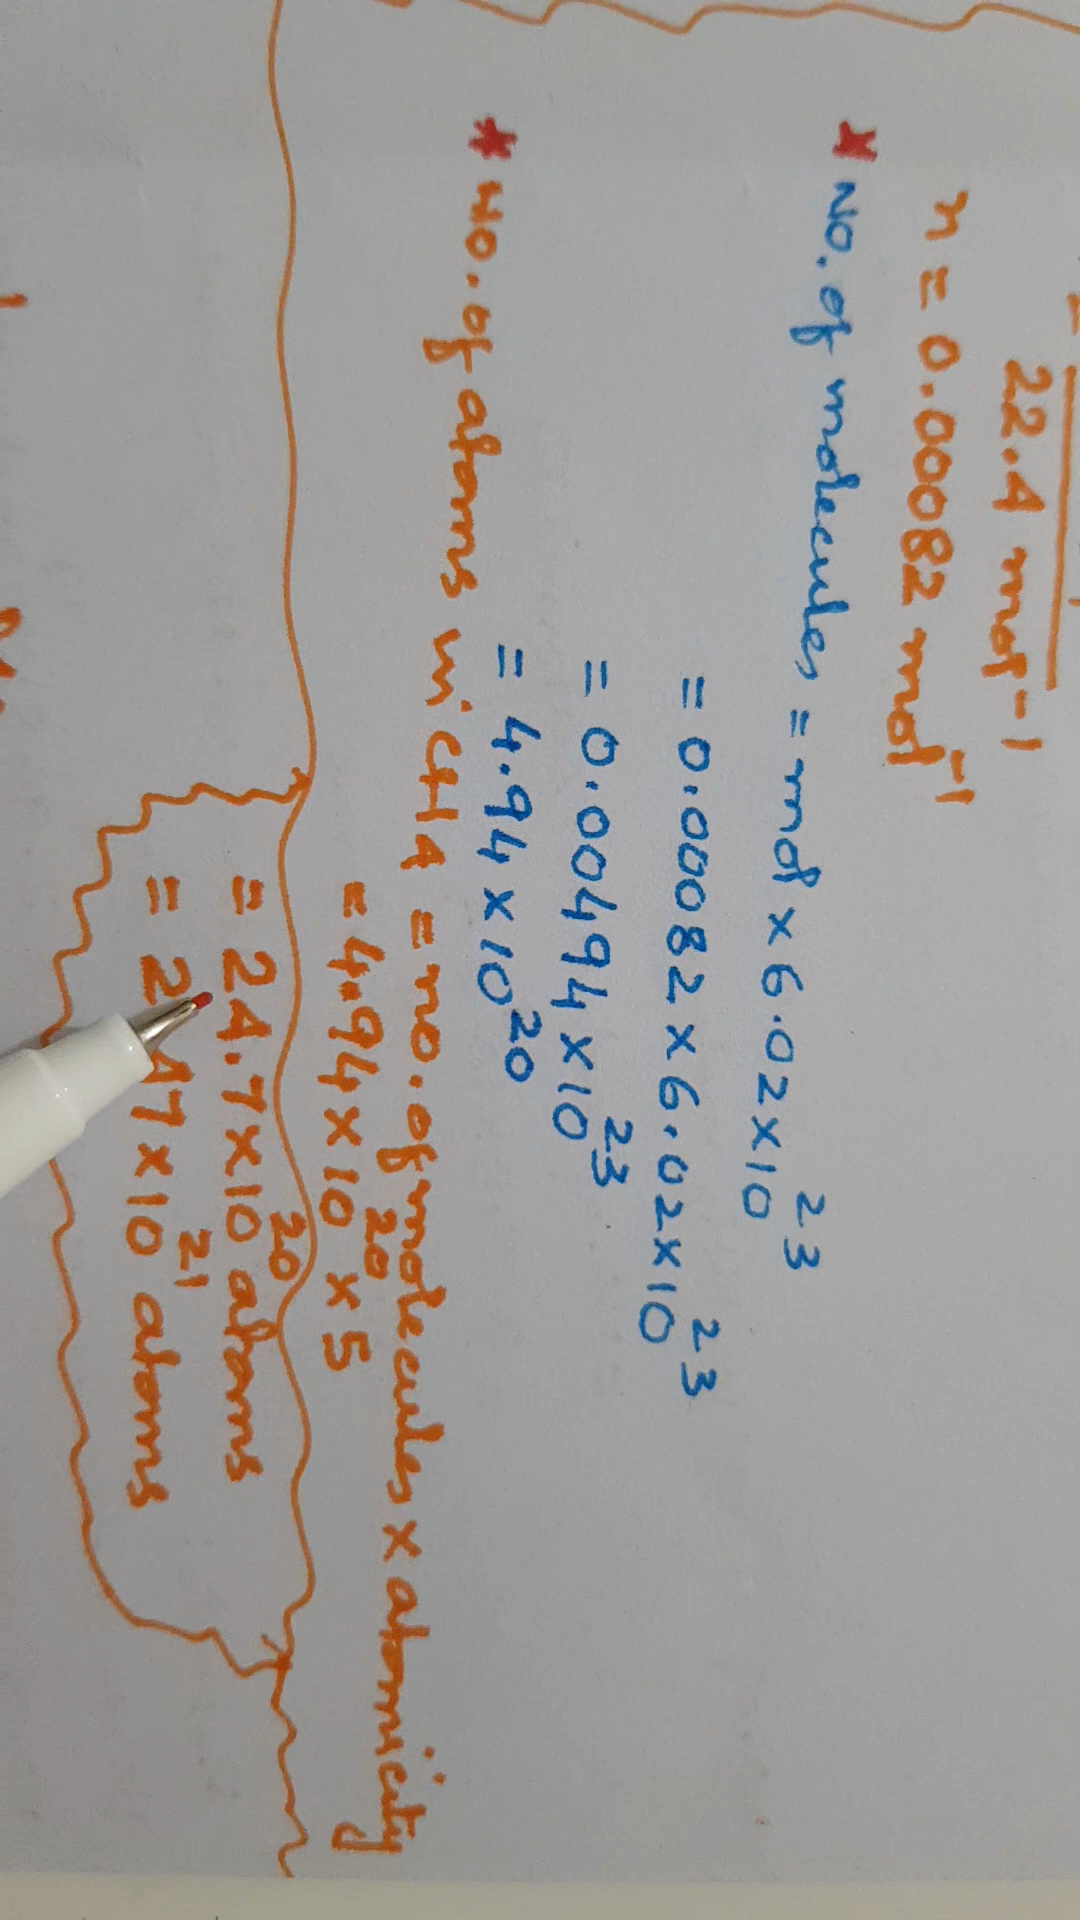 = 22.4 mol⁻¹
n = 0.00082 mol⁻¹
* NO. of molecules = mol × 6.02×10²³
= 0.00082 × 6.02×10²³
= 0.00494 × 10²³
= 4.94 × 10²⁰
* NO. of atoms in CH4 = no. of molecules × atomicity
= 4.94×10²⁰ × 5
= 24.7×10²⁰ atoms
= 2.47×10²¹ atoms